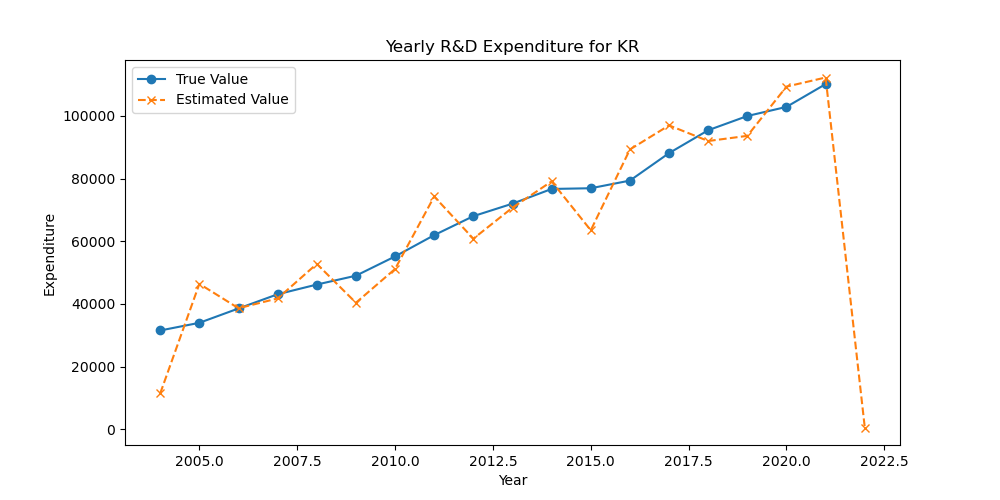 Yearly R&D Expenditure for KR
True Value
Estimated Value
Expenditure
100000
80000
60000
40000
20000
0
2005.0 2007.5 2010.0 2012.5 2015.0 2017.5 2020.0 2022.5
Year